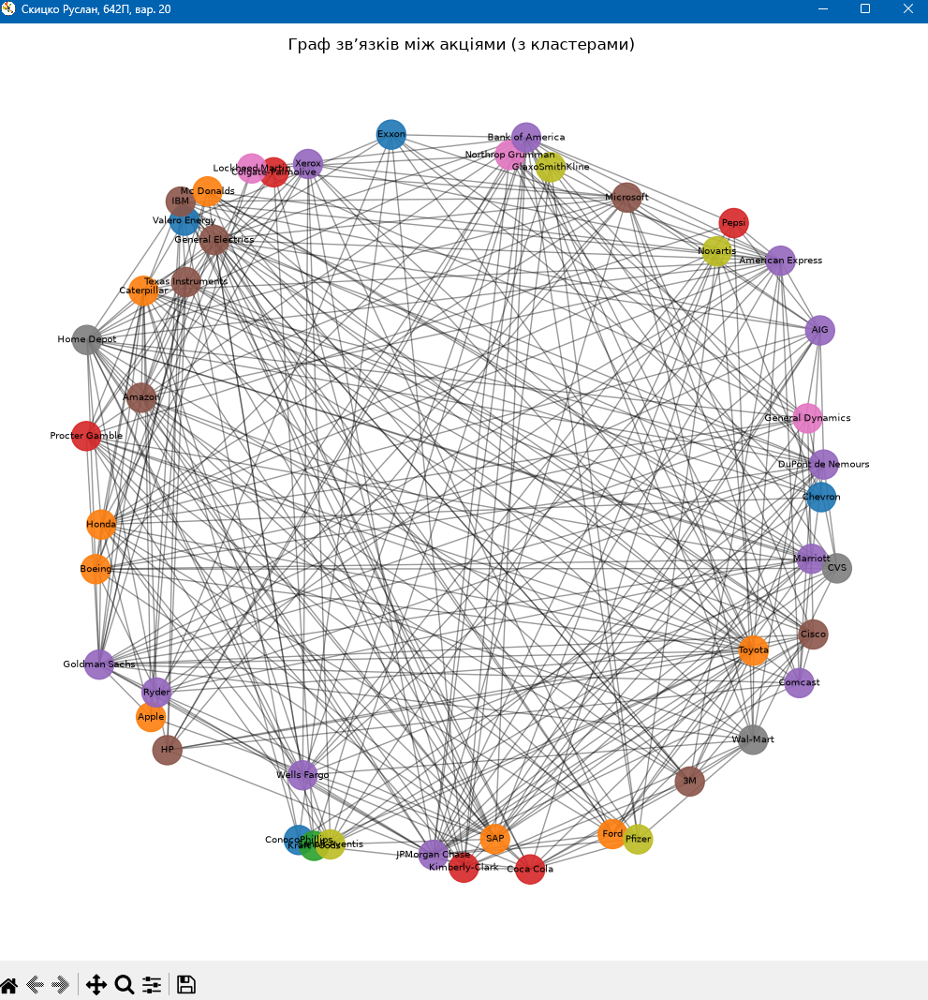 Скицко Руслан, 642П, вар. 20
Граф зв’язків між акціями (з кластерами)
Exxon
Bank of America
Northrop Grumman
GlaxoSmithKline
Xerox
Lockheed Martin
Colgate-Palmolive
Mc Donalds
IBM
Microsoft
Valero Energy
Pepsi
General Electrics
Novartis
American Express
Texas Instruments
Caterpillar
AIG
Home Depot
Amazon
General Dynamics
Procter Gamble
DuPont de Nemours
Chevron
Honda
Marriott
CVS
Boeing
Cisco
Toyota
Goldman Sachs
Comcast
Ryder
Apple
Wal-Mart
HP
Wells Fargo
3M
Ford
Pfizer
SAP
ConocoPhillips
JPMorgan Chase
Kimberly-Clark
Coca Cola